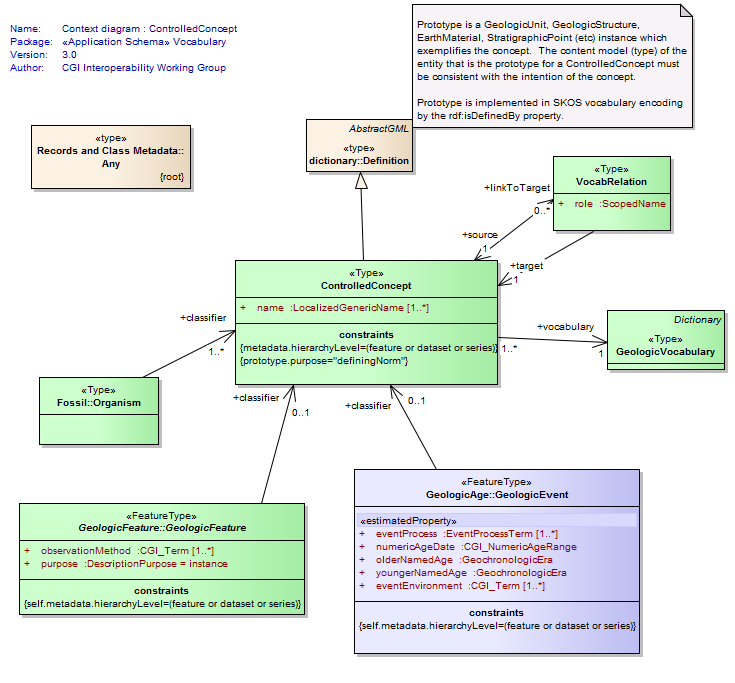 Name: Context diagram : ControlledConcept
Package: «Application Schema» Vocabulary
Version: 3.0
Author: CGI Interoperability Working Group
Prototype is a GeologicUnit, GeologicStructure,
EarthMaterial, StratigraphicPoint (etc) instance which
exemplifies the concept. The content model (type) of the
entity that is the prototype for a ControlledConcept must
be consistent with the intention of the concept.
Prototype is implemented in SKOS vocabulary encoding
by the rdf:isDefinedBy property.
«type»
Records and Class Metadata::
Any
{root}
AbstractGML
«type»
dictionary::Definition
«Type»
VocabRelation
+ role :ScopedName
+linkToTarget
0..*
+source
1
+target
1
«Type»
ControlledConcept
+ name :LocalizedGenericName [1..*]
constraints
{metadata.hierarchyLevel=(feature or dataset or series)}
{prototype.purpose="definingNorm"}
+vocabulary
1..*
1
Dictionary
«Type»
GeologicVocabulary
+classifier
1..*
«Type»
Fossil::Organism
+classifier
0..1
+classifier
0..1
«FeatureType»
GeologicFeature::GeologicFeature
+ observationMethod :CGI_Term [1..*]
+ purpose :DescriptionPurpose = instance
constraints
{self.metadata.hierarchyLevel=(feature or dataset or series)}
«FeatureType»
GeologicAge::GeologicEvent
«estimatedProperty»
+ eventProcess :EventProcessTerm [1..*]
+ numericAgeDate :CGI_NumericAgeRange
+ olderNamedAge :GeochronologicEra
+ youngerNamedAge :GeochronologicEra
+ eventEnvironment :CGI_Term [1..*]
constraints
{self.metadata.hierarchyLevel=(feature or dataset or series)}